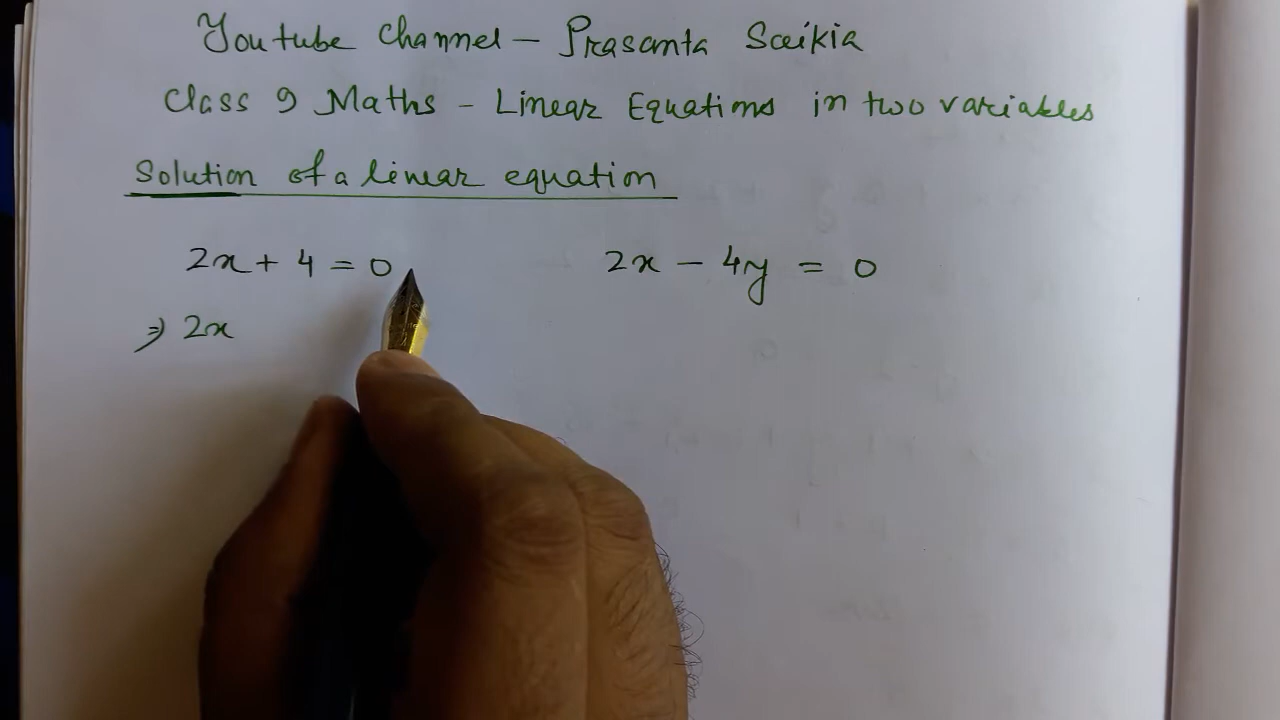 Youtube channel - Prasanta Saikia
Class 9 Maths - Linear Equations in two variables
Solution of a linear equation
2x + 4 = 0 2x - 4y = 0
⇒ 2x